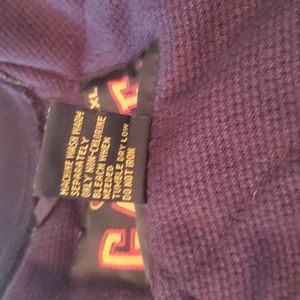 XL
MACHINE WASH WARM
SEPARATELY
ONLY NON-CHLORINE
BLEACH WHEN
NEEDED
TUMBLE DRY LOW
DO NOT IRON